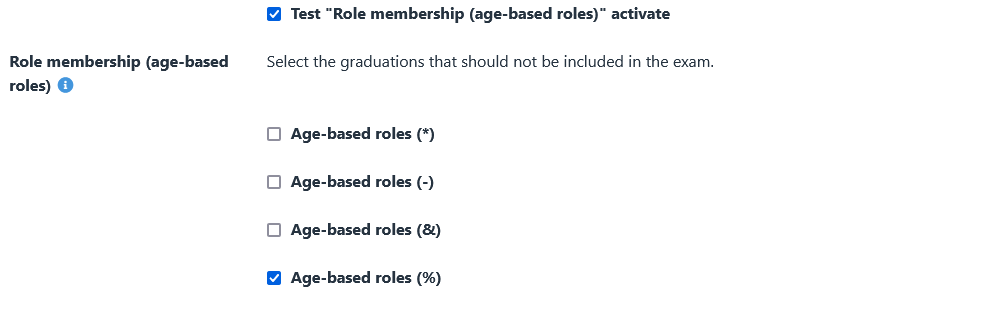 Test "Role membership (age-based roles)" activate
Role membership (age-based
roles)
Select the graduations that should not be included in the exam.
Age-based roles (*)
Age-based roles (-)
Age-based roles (&)
Age-based roles (%)